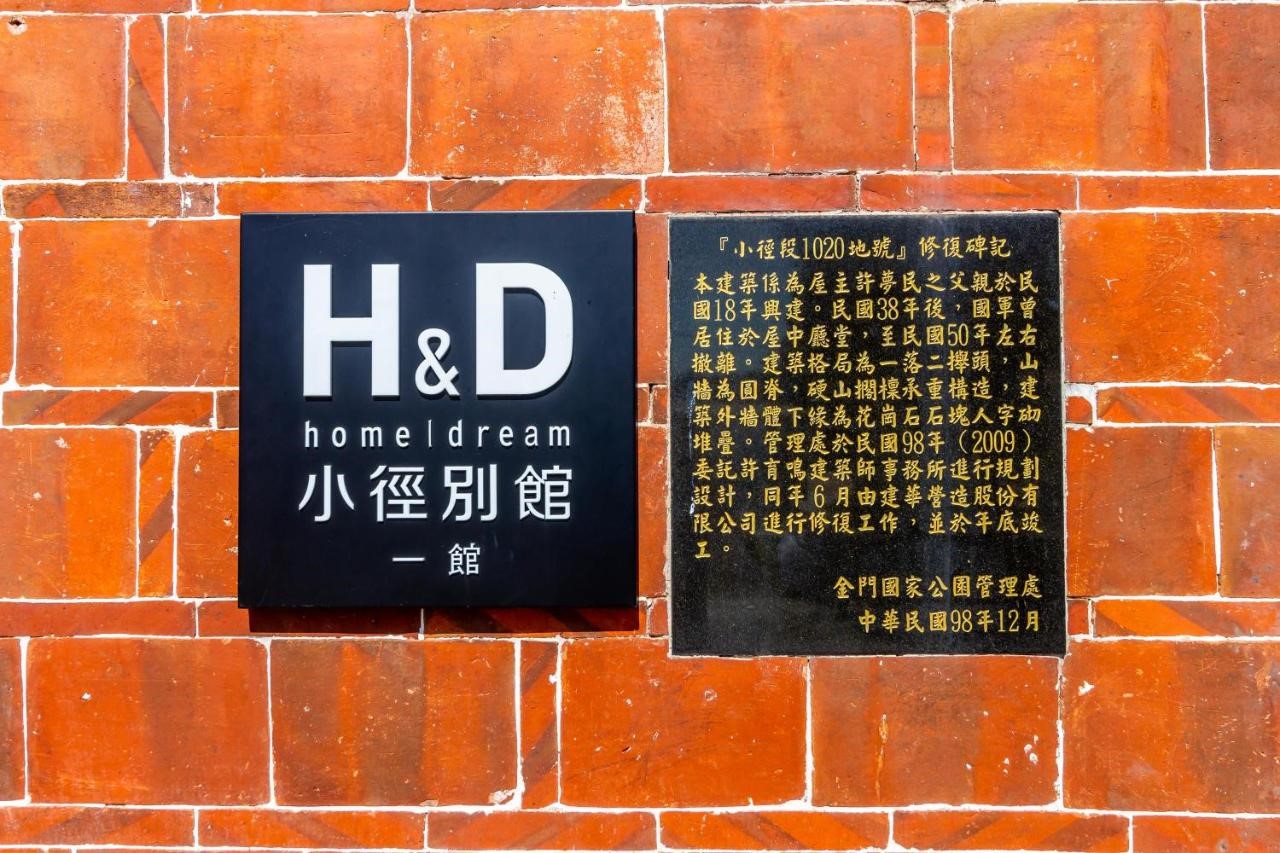 H&D
home|dream
小徑別館
一館
『小徑段1020地號』修復碑記
本建築係為屋主許夢民之父親於民
國18年興建。民國38年後，國軍曾
居住於屋中廳堂，至民國50年左右
撤離。建築格局為一落二攑頭，山
牆為圓脊，硬山擱檁承重構造，建
築外牆體下緣為花崗石石塊人字砌
堆疊。管理處於民國98年（2009）
委託許育鳴建築師事務所進行規劃
設計，同年6月由建華營造股份有
限公司進行修復工作，並於年底竣
工。
金門國家公園管理處
中華民國98年12月